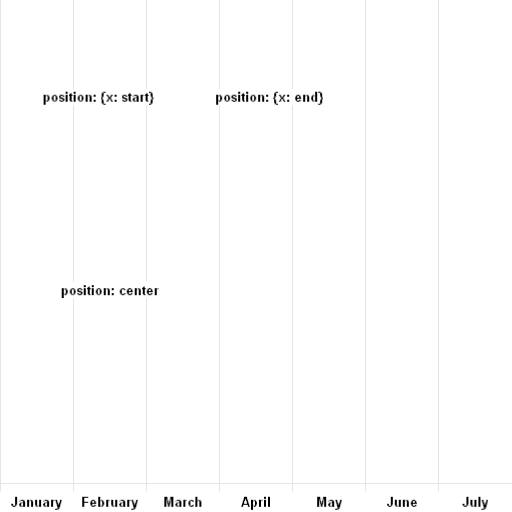 position: {x: start} position: {x: end}
position: center
January February March April May June July